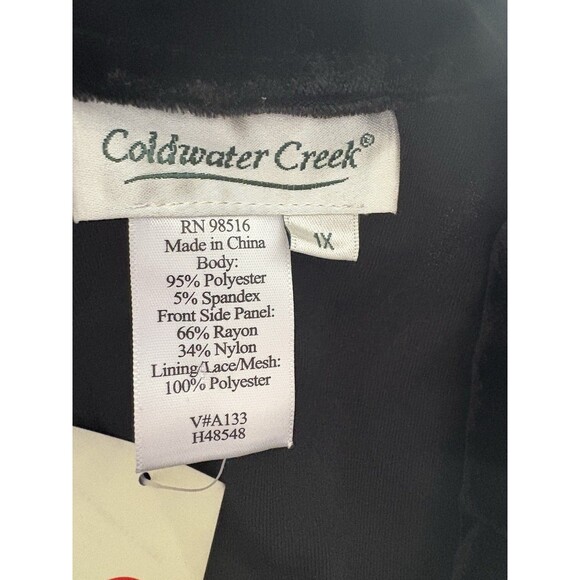 Coldwater Creek®
1X
RN 98516
Made in China
Body:
95% Polyester
5% Spandex
Front Side Panel:
66% Rayon
34% Nylon
Lining/Lace/Mesh:
100% Polyester
V#A133
H48548